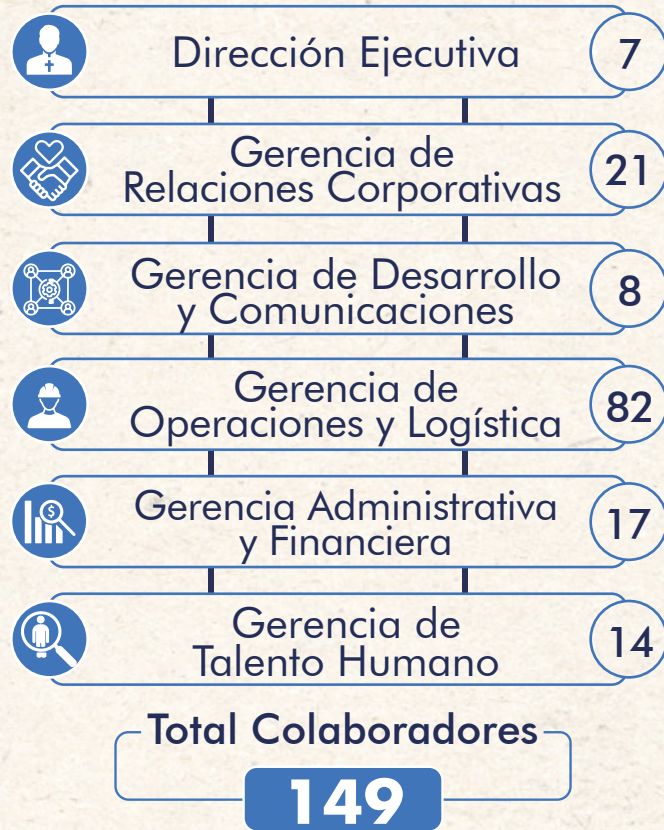 Dirección Ejecutiva
7
Gerencia de
Relaciones Corporativas
21
Gerencia de Desarrollo
y Comunicaciones
8
Gerencia de
Operaciones y Logística
82
Gerencia Administrativa
y Financiera
17
Gerencia de
Talento Humano
14
Total Colaboradores
149